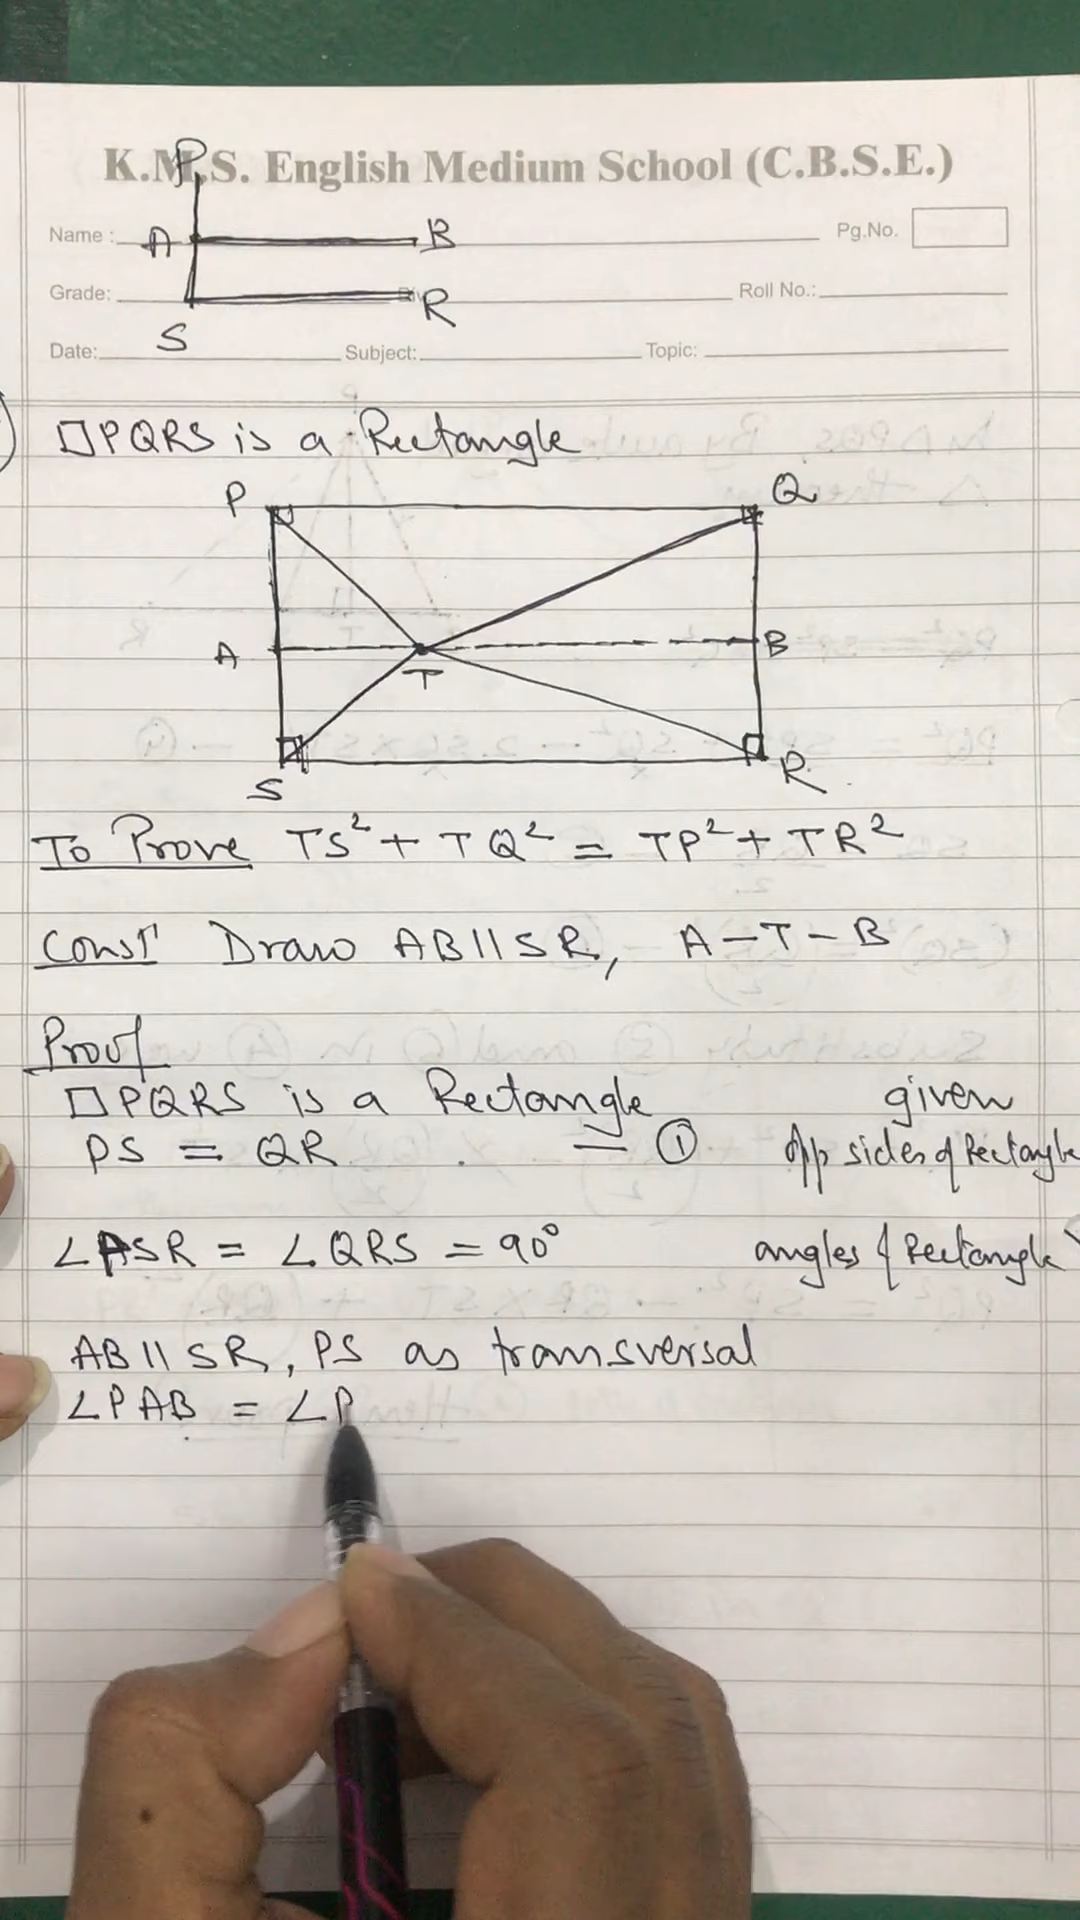 K.M.S. English Medium School (C.B.S.E.)
P
Name : A B Pg.No.
Grade: R Roll No.:
S
Date: Subject: Topic:
□PQRS is a Rectangle
P Q
A T B
S R
To Prove TS² + TQ² = TP² + TR²
Const Draw AB || SR, A – T – B
Proof
□PQRS is a Rectangle given
PS = QR — ① Opp sides of Rectangle
∠ASR = ∠QRS = 90° angles of Rectangle
AB || SR, PS as transversal
∠PAB = ∠P